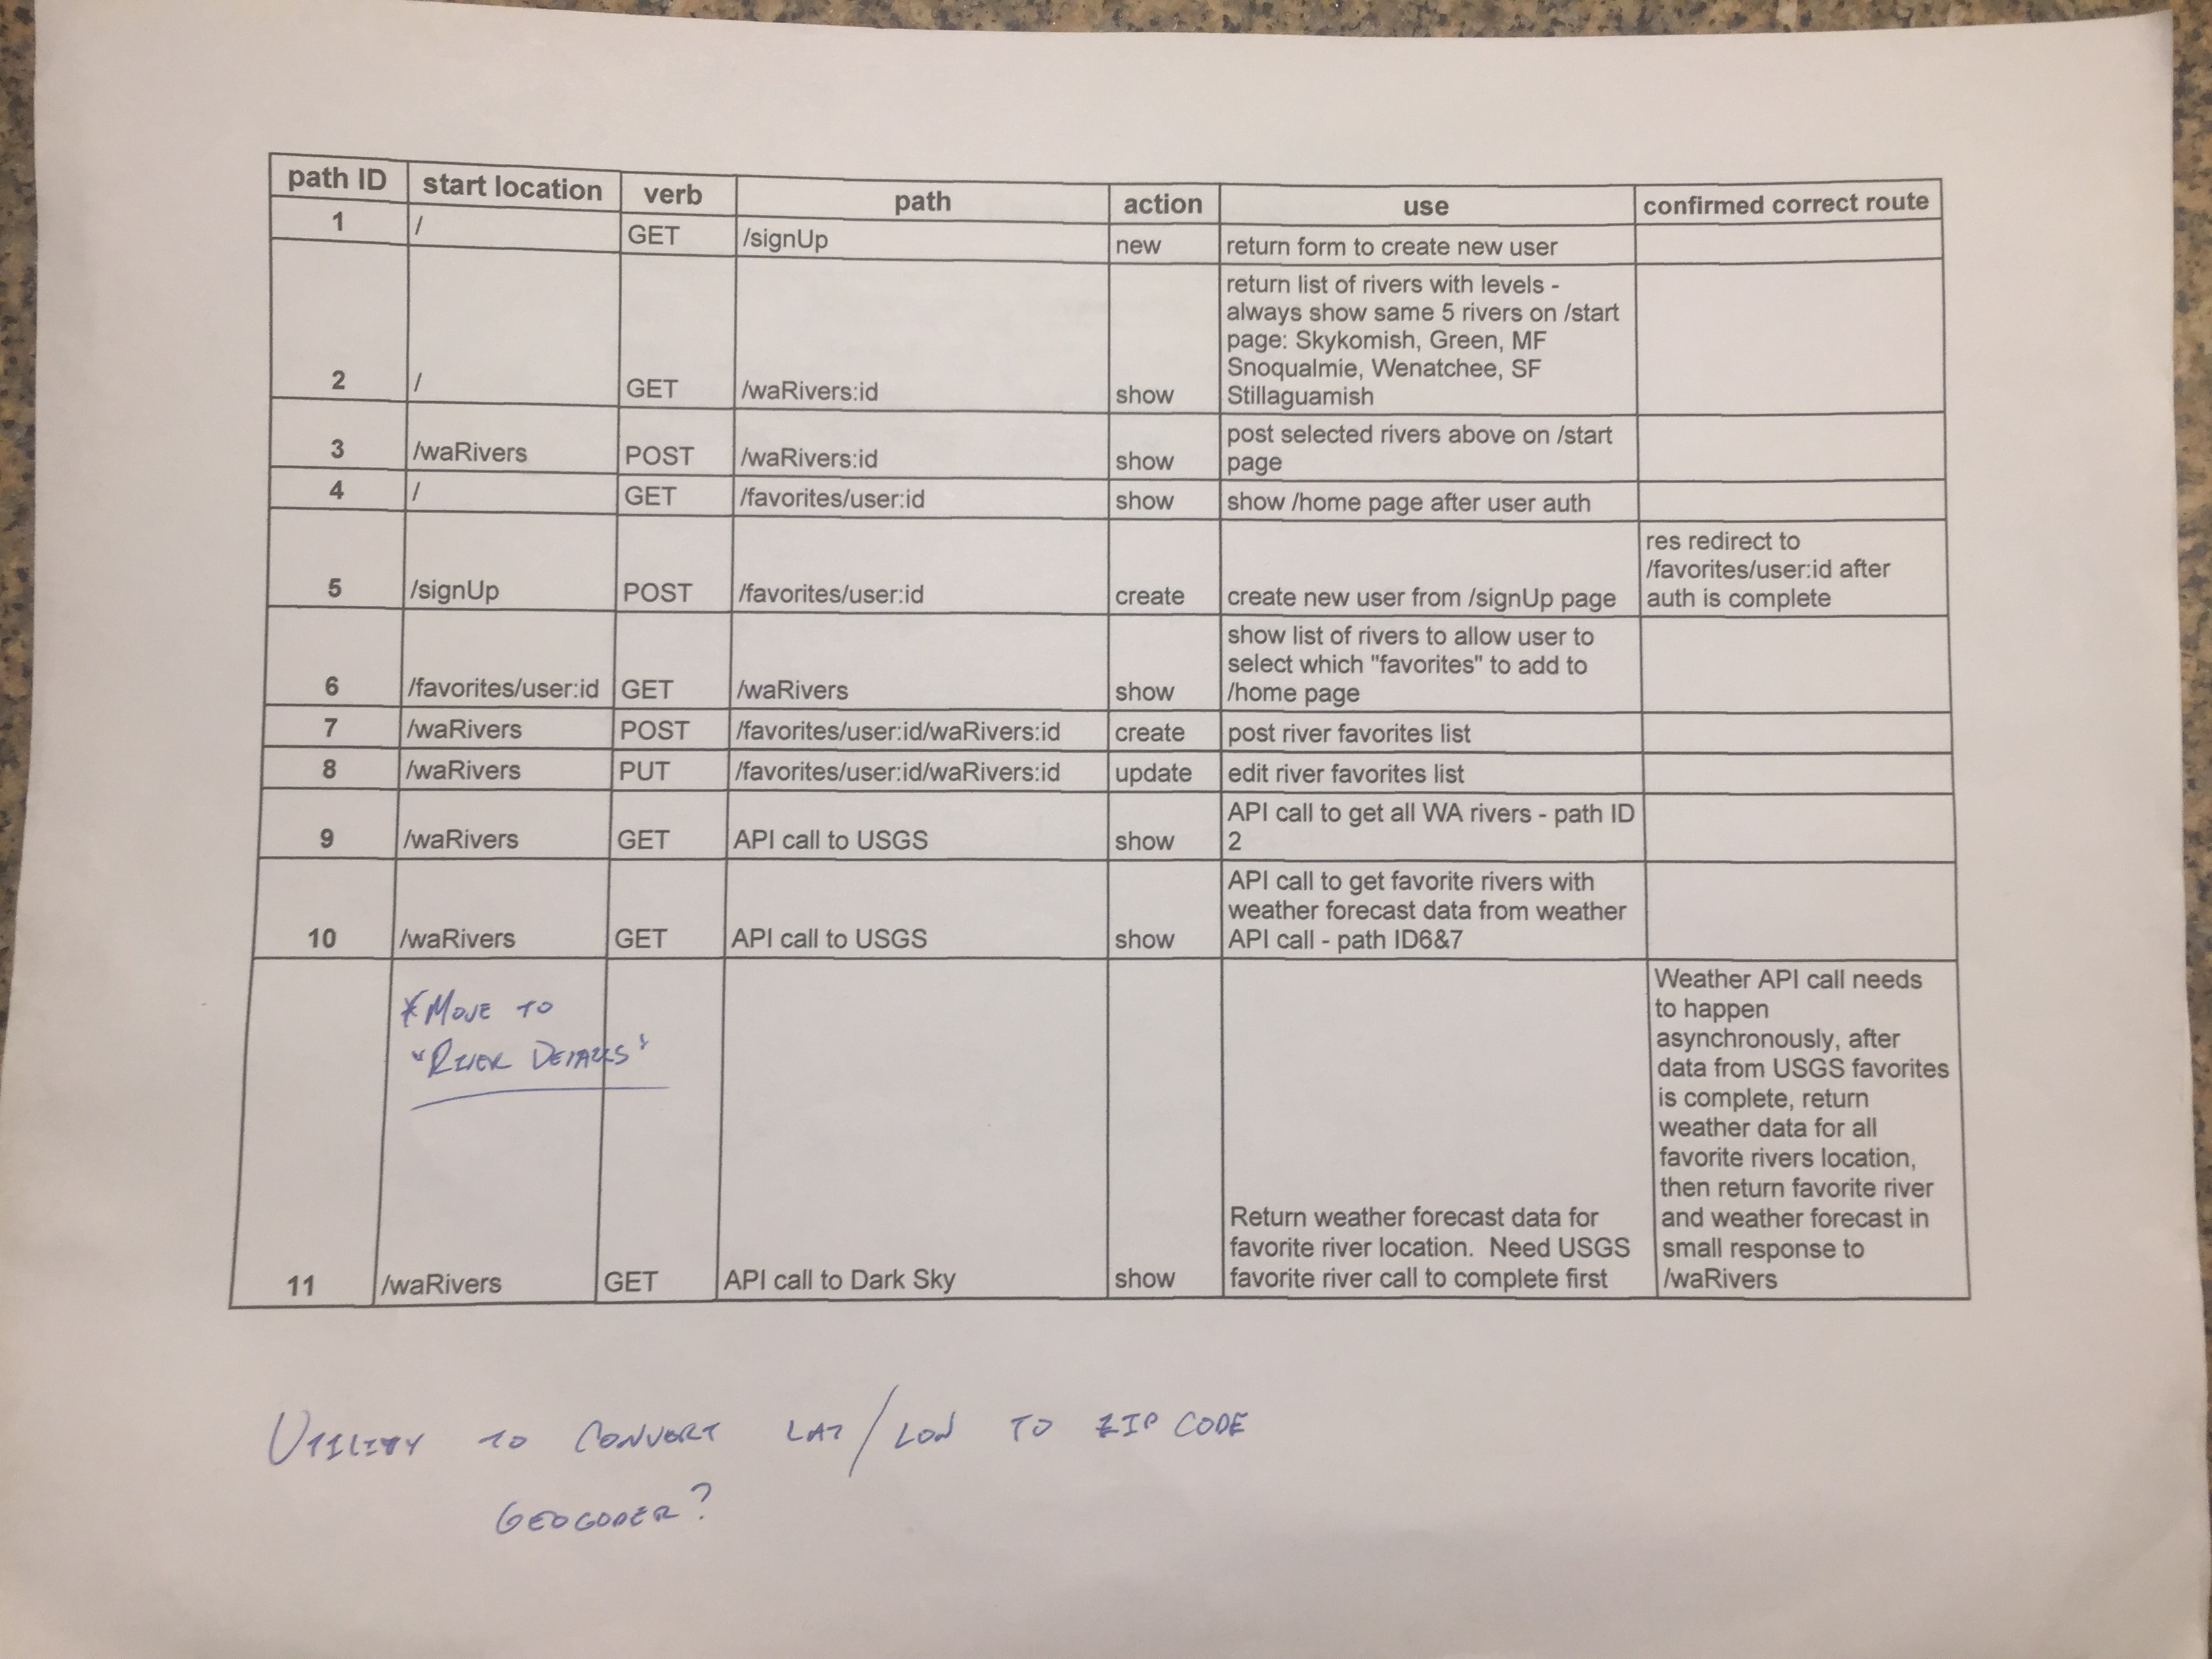 path ID start location verb path action use confirmed correct route
1 / GET /signUp new return form to create new user
2 / GET /waRivers:id show return list of rivers with levels -
always show same 5 rivers on /start
page: Skykomish, Green, MF
Snoqualmie, Wenatchee, SF
Stillaguamish
3 /waRivers POST /waRivers:id show post selected rivers above on /start
page
4 / GET /favorites/user:id show show /home page after user auth
5 /signUp POST /favorites/user:id create create new user from /signUp page
res redirect to
/favorites/user:id after
auth is complete
6 /favorites/user:id GET /waRivers show show list of rivers to allow user to
select which "favorites" to add to
/home page
7 /waRivers POST /favorites/user:id/waRivers:id create post river favorites list
8 /waRivers PUT /favorites/user:id/waRivers:id update edit river favorites list
9 /waRivers GET API call to USGS show API call to get all WA rivers - path ID
2
10 /waRivers GET API call to USGS show API call to get favorite rivers with
weather forecast data from weather
API call - path ID6&7
11 /waRivers GET API call to Dark Sky show Return weather forecast data for
favorite river location. Need USGS
favorite river call to complete first
Weather API call needs
to happen
asynchronously, after
data from USGS favorites
is complete, return
weather data for all
favorite rivers location,
then return favorite river
and weather forecast in
small response to
/waRivers
* MOVE TO
"RIVER DETAILS"
UTILITY TO CONVERT LAT/LON TO ZIP CODE
GEOCODER?